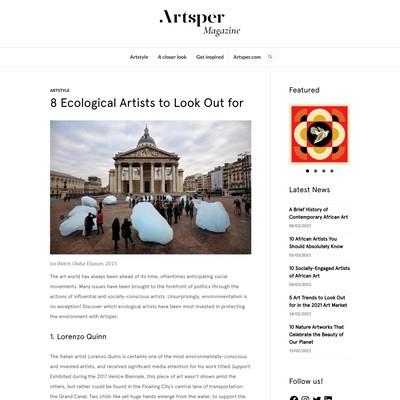 Artsper
Magazine
Artstyle
A closer look
Get inspired
Artsper.com
ARTSTYLE
8 Ecological Artists to Look Out for
Ice Watch, Olafur Eliasson, 2015
The art world has always been ahead of its time, oftentimes anticipating social
movements. Many issues have been brought to the forefront of politics through the
actions of influential and socially-conscious artists. Unsurprisingly, environmentalism is
no exception! Discover which ecological artists have been most invested in protecting
the environment with Artsper.
1. Lorenzo Quinn
The Italian artist Lorenzo Quinn is certainly one of the most environmentally-conscious
and invested artists, and received significant media attention for his work titled Support.
Exhibited during the 2017 Venice Biennale, this piece of art wasn't shown amid the
others, but rather could be found in the Floating City's central lane of transportation:
the Grand Canal. Two child-like yet huge hands emerge from the water, to support the
Featured
Latest News
A Brief History of
Contemporary African Art
08/03/2021
10 African Artists You
Should Absolutely Know
05/03/2021
10 Socially-Engaged Artists
of African Art
04/03/2021
5 Art Trends to Look Out
for in the 2021 Art Market
18/02/2021
10 Nature Artworks That
Celebrate the Beauty of
Our Planet
15/02/2021
Follow us!